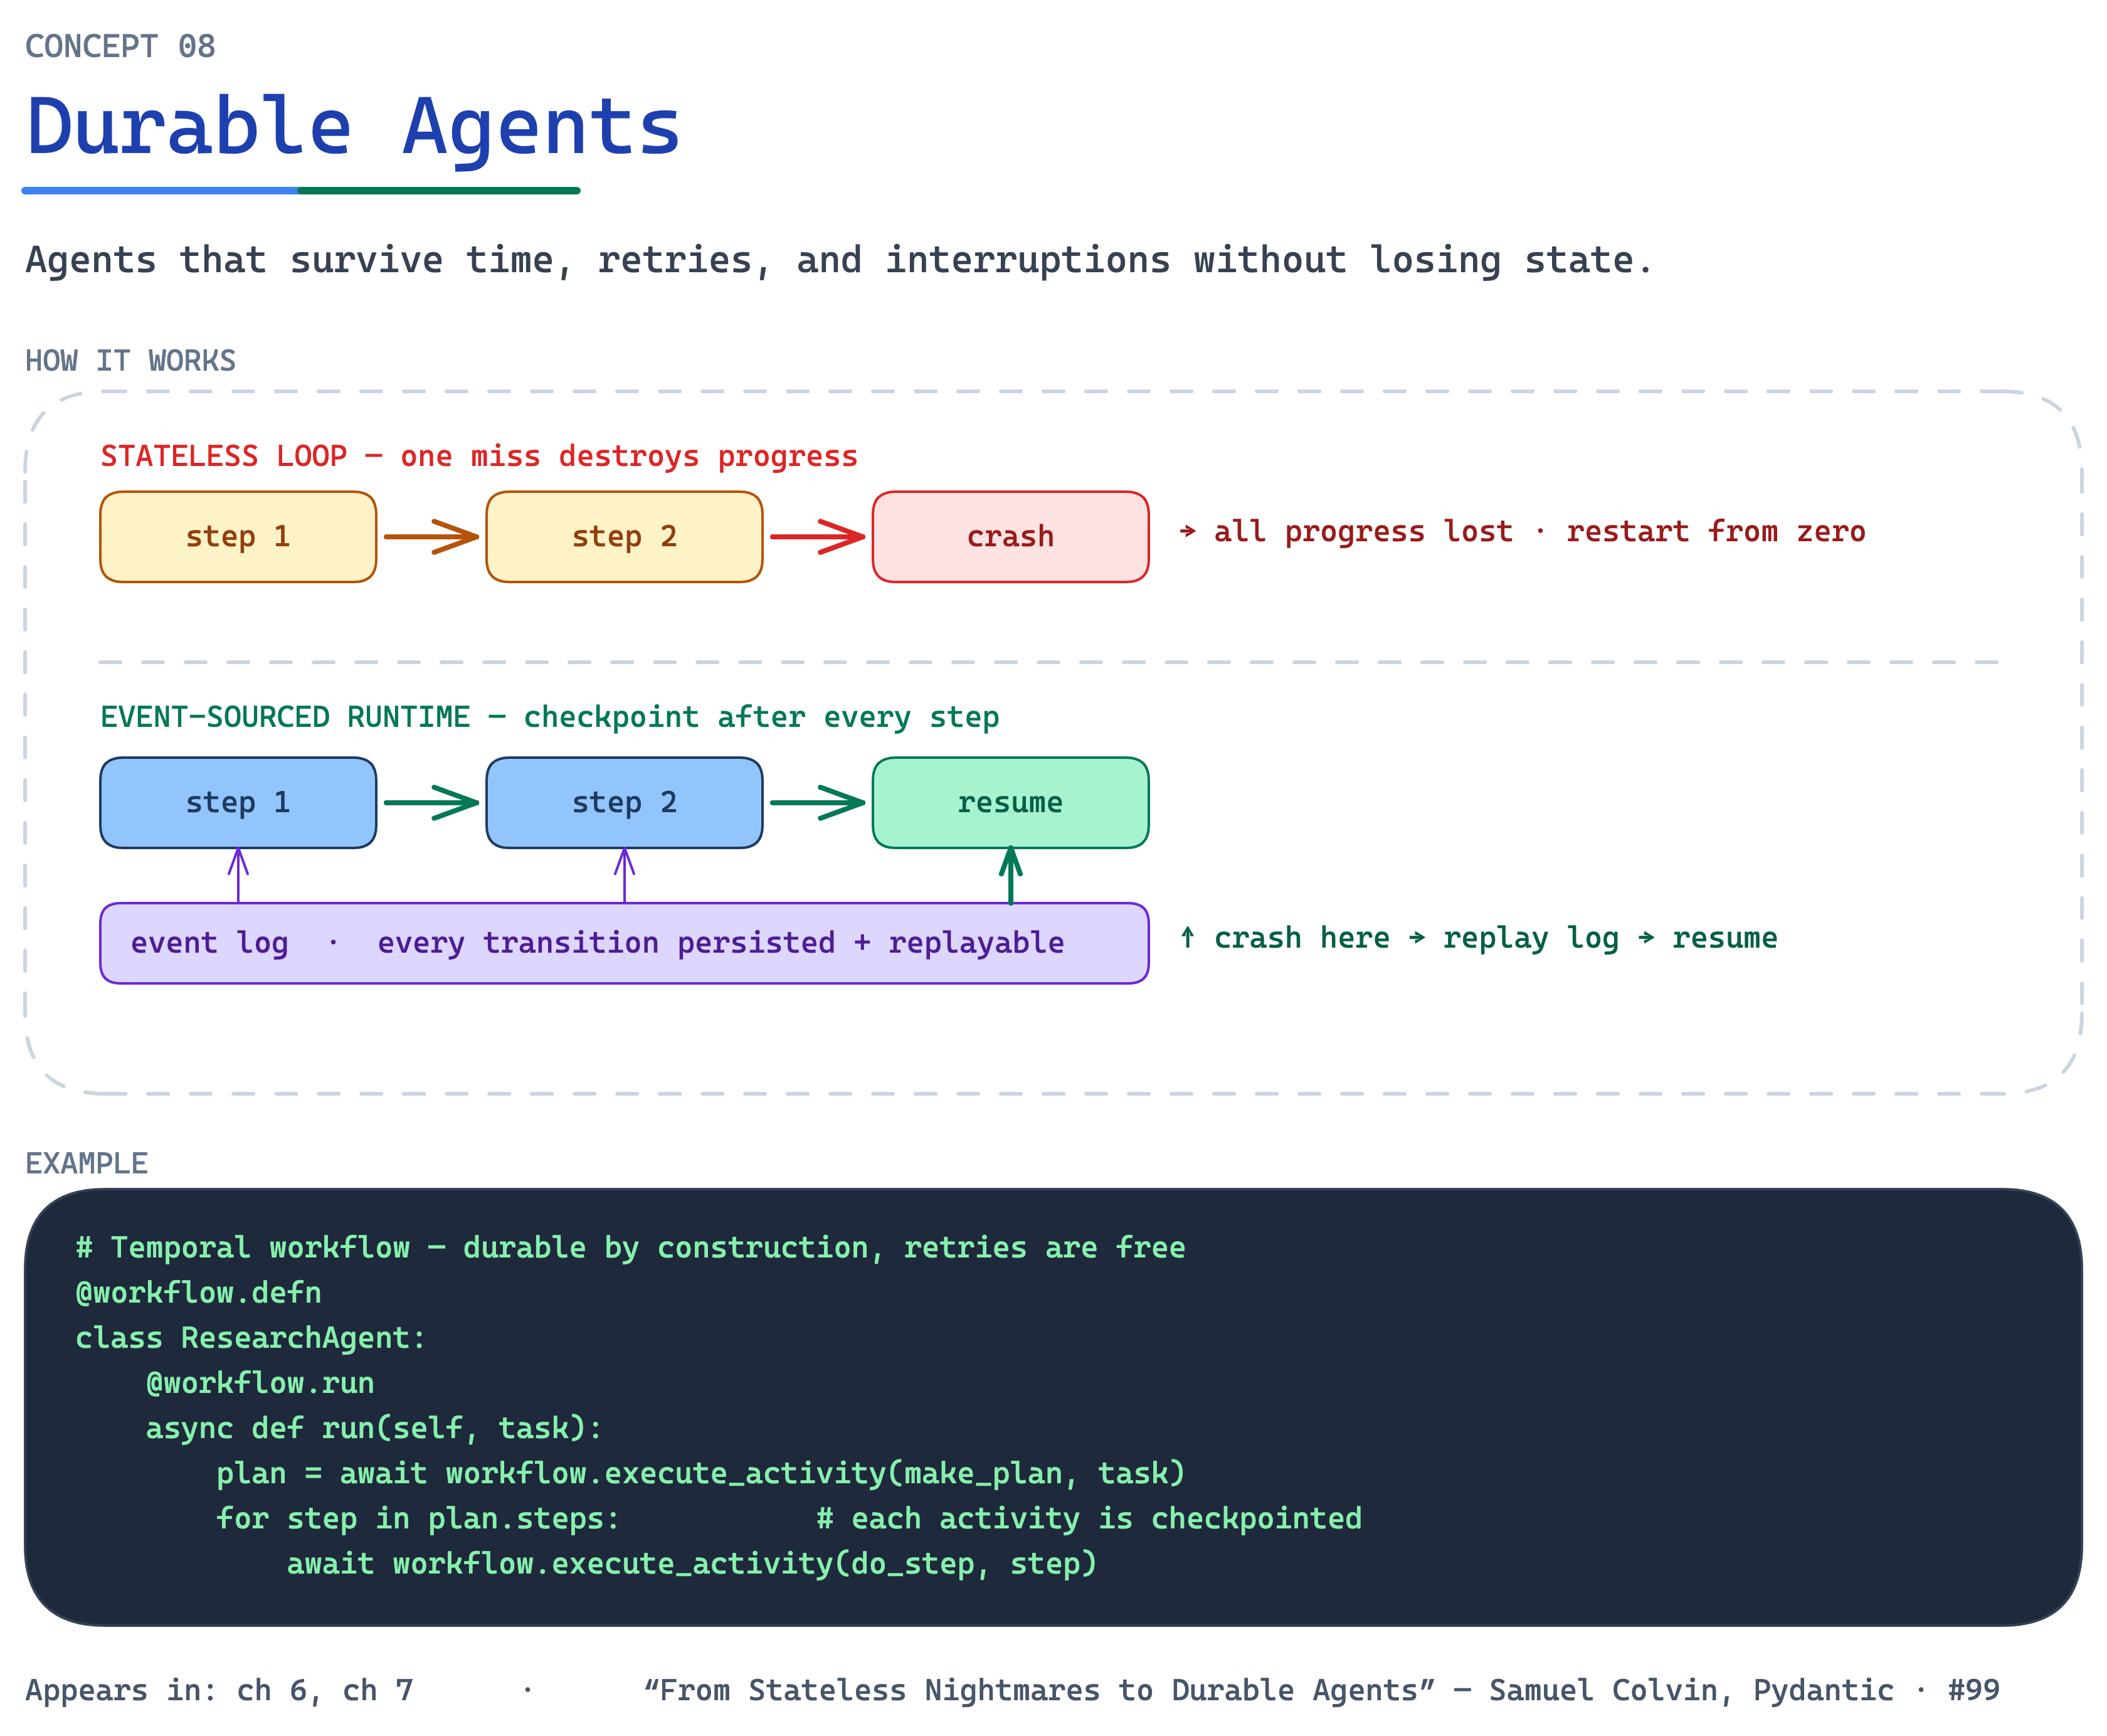 CONCEPT 08
Durable Agents
Agents that survive time, retries, and interruptions without losing state.
HOW IT WORKS
STATELESS LOOP — one miss destroys progress
step 1
step 2
crash
→ all progress lost · restart from zero
EVENT-SOURCED RUNTIME — checkpoint after every step
step 1
step 2
resume
event log · every transition persisted + replayable
↑ crash here → replay log → resume
EXAMPLE
# Temporal workflow — durable by construction, retries are free
@workflow.defn
class ResearchAgent:
    @workflow.run
    async def run(self, task):
        plan = await workflow.execute_activity(make_plan, task)
        for step in plan.steps:           # each activity is checkpointed
            await workflow.execute_activity(do_step, step)
Appears in: ch 6, ch 7 · “From Stateless Nightmares to Durable Agents” — Samuel Colvin, Pydantic · #99